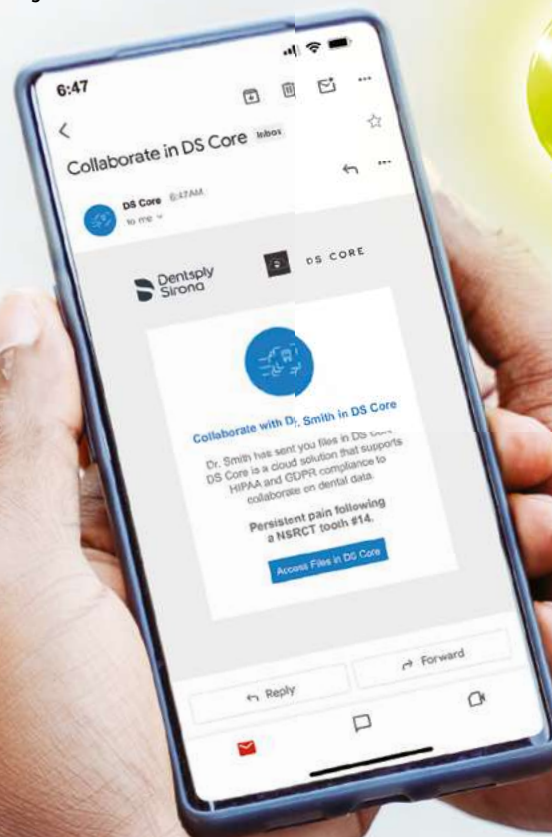 6:47
Collaborate in DS Core Inbox
DS Core 6:47AM
to me
Dentsply
Sirona
DS CORE
Collaborate with Dr. Smith in DS Core
Dr. Smith has sent you files in DS Core
DS Core is a cloud solution that supports
HIPAA and GDPR compliance to
collaborate on dental data.
Persistent pain following
a NSRCT tooth #14.
Access Files in DS Core
Reply
Forward